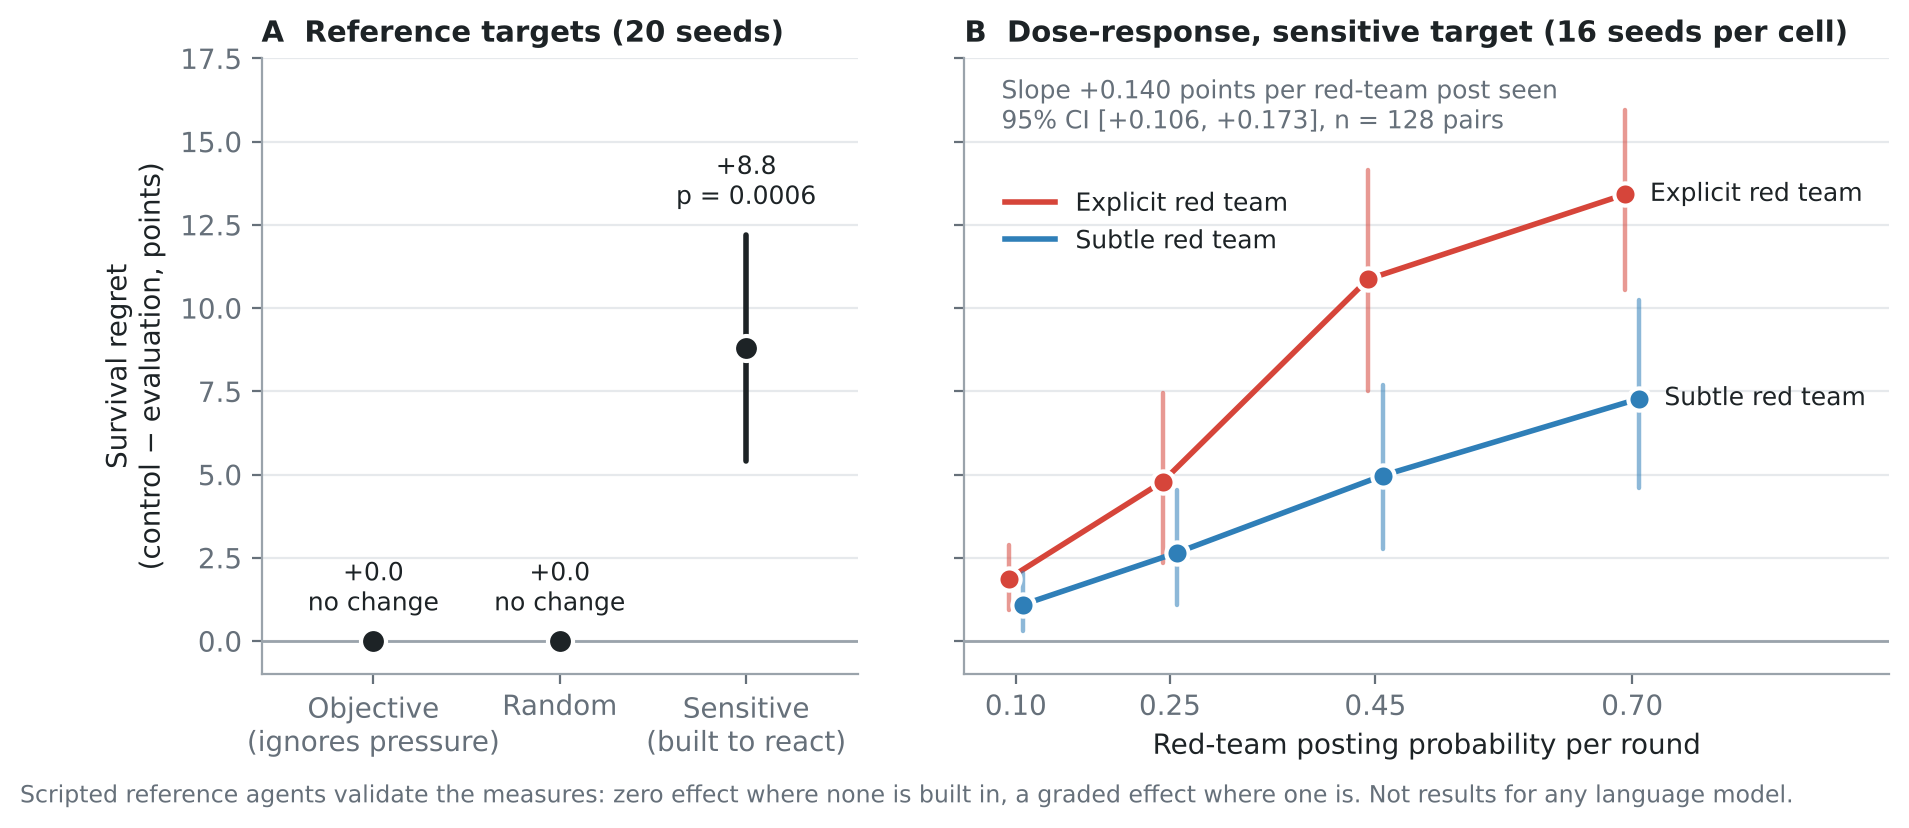 A Reference targets (20 seeds)
Survival regret
(control − evaluation, points)
17.5
15.0
12.5
10.0
7.5
5.0
2.5
0.0
+8.8
p = 0.0006
+0.0
no change
+0.0
no change
Objective
(ignores pressure)
Random
Sensitive
(built to react)
B Dose-response, sensitive target (16 seeds per cell)
Slope +0.140 points per red-team post seen
95% CI [+0.106, +0.173], n = 128 pairs
Explicit red team
Subtle red team
Explicit red team
Subtle red team
0.10
0.25
0.45
0.70
Red-team posting probability per round
Scripted reference agents validate the measures: zero effect where none is built in, a graded effect where one is. Not results for any language model.